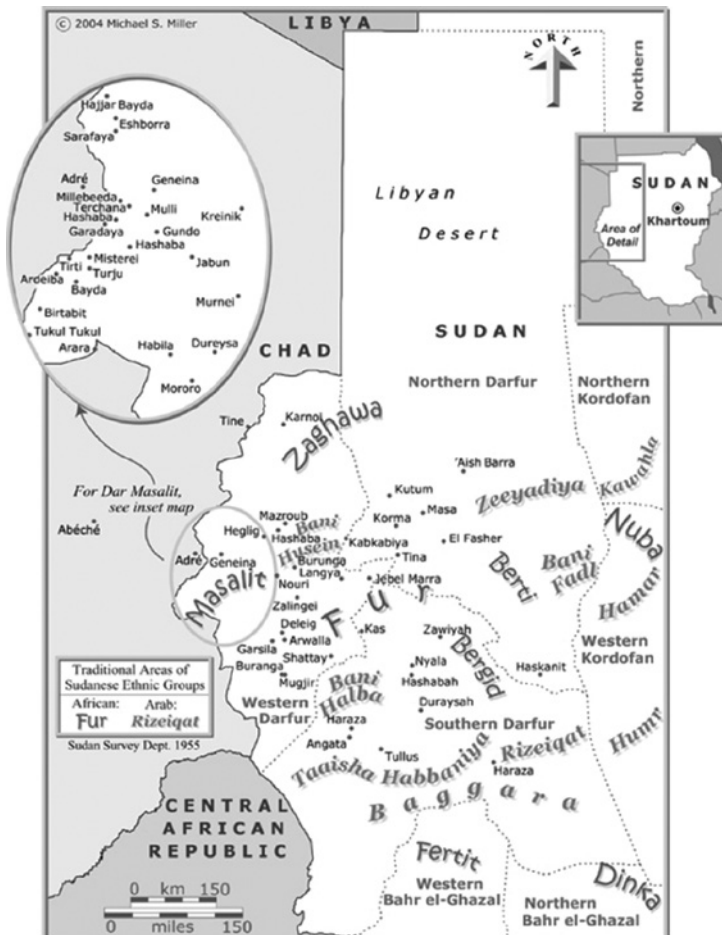 © 2004 Michael S. Miller
LIBYA
NORTH
Northern
Hajjar Bayda
Eshborra
Sarafaya
Adré
Geneina
Millebeeda
Terchana
Mulli
Kreinik
Hashaba
Garadaya
Gundo
Hashaba
Misterei
Jabun
Tirti
Turju
Aroeiba
Bayda
Murnei
Birtabit
Tukul Tukul
Arara
Habila
Dureysa
Mororo
Libyan
Desert
SUDAN
Khartoum
Area of
Detail
SUDAN
CHAD
Northern Darfur
Northern
Kordofan
Tine
Karnoi
Zaghawa
'Aish Barra
Kawahla
Zeeyadiya
For Dar Masalit,
see inset map
Kutum
Masa
Korma
Nuba
Abéché
Mazroub
Bani
Husein
Heglig
Hashaba
Kabkabiya
El Fasher
Adré
Geneina
Burunga
Tina
Berti
Bani
Fadl
Langya
Jebel Marra
Hamar
Masalit
Nouri
Zalingei
Fur
Deleig
Kas
Zawiyah
Western
Kordofan
Garsila
Arwalla
Shattay
Bergid
Buranga
Nyala
Haskanit
Mugjir
Hashabah
Traditional Areas of
Sudanese Ethnic Groups
African: Arab:
Fur Rizeiqat
Sudan Survey Dept. 1955
Western
Darfur
Bani
Halba
Duraysah
Haraza
Southern Darfur
Humr
Angata
Tullus
Rizeiqat
Taaisha Habbaniya
Haraza
Baggara
CENTRAL
AFRICAN
REPUBLIC
Fertit
Dinka
Western
Bahr el-Ghazal
Northern
Bahr el-Ghazal
0 km 150
0 miles 150